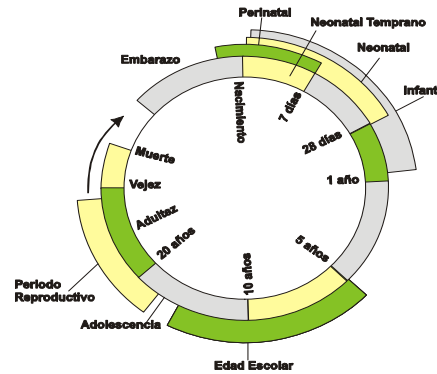 Perinatal
Neonatal Temprano
Neonatal
Embarazo
Infant
Nacimiento
7 días
28 días
1 año
Muerte
Vejez
Adultez
20 años
10 años
5 años
Periodo
Reproductivo
Adolescencia
Edad Escolar